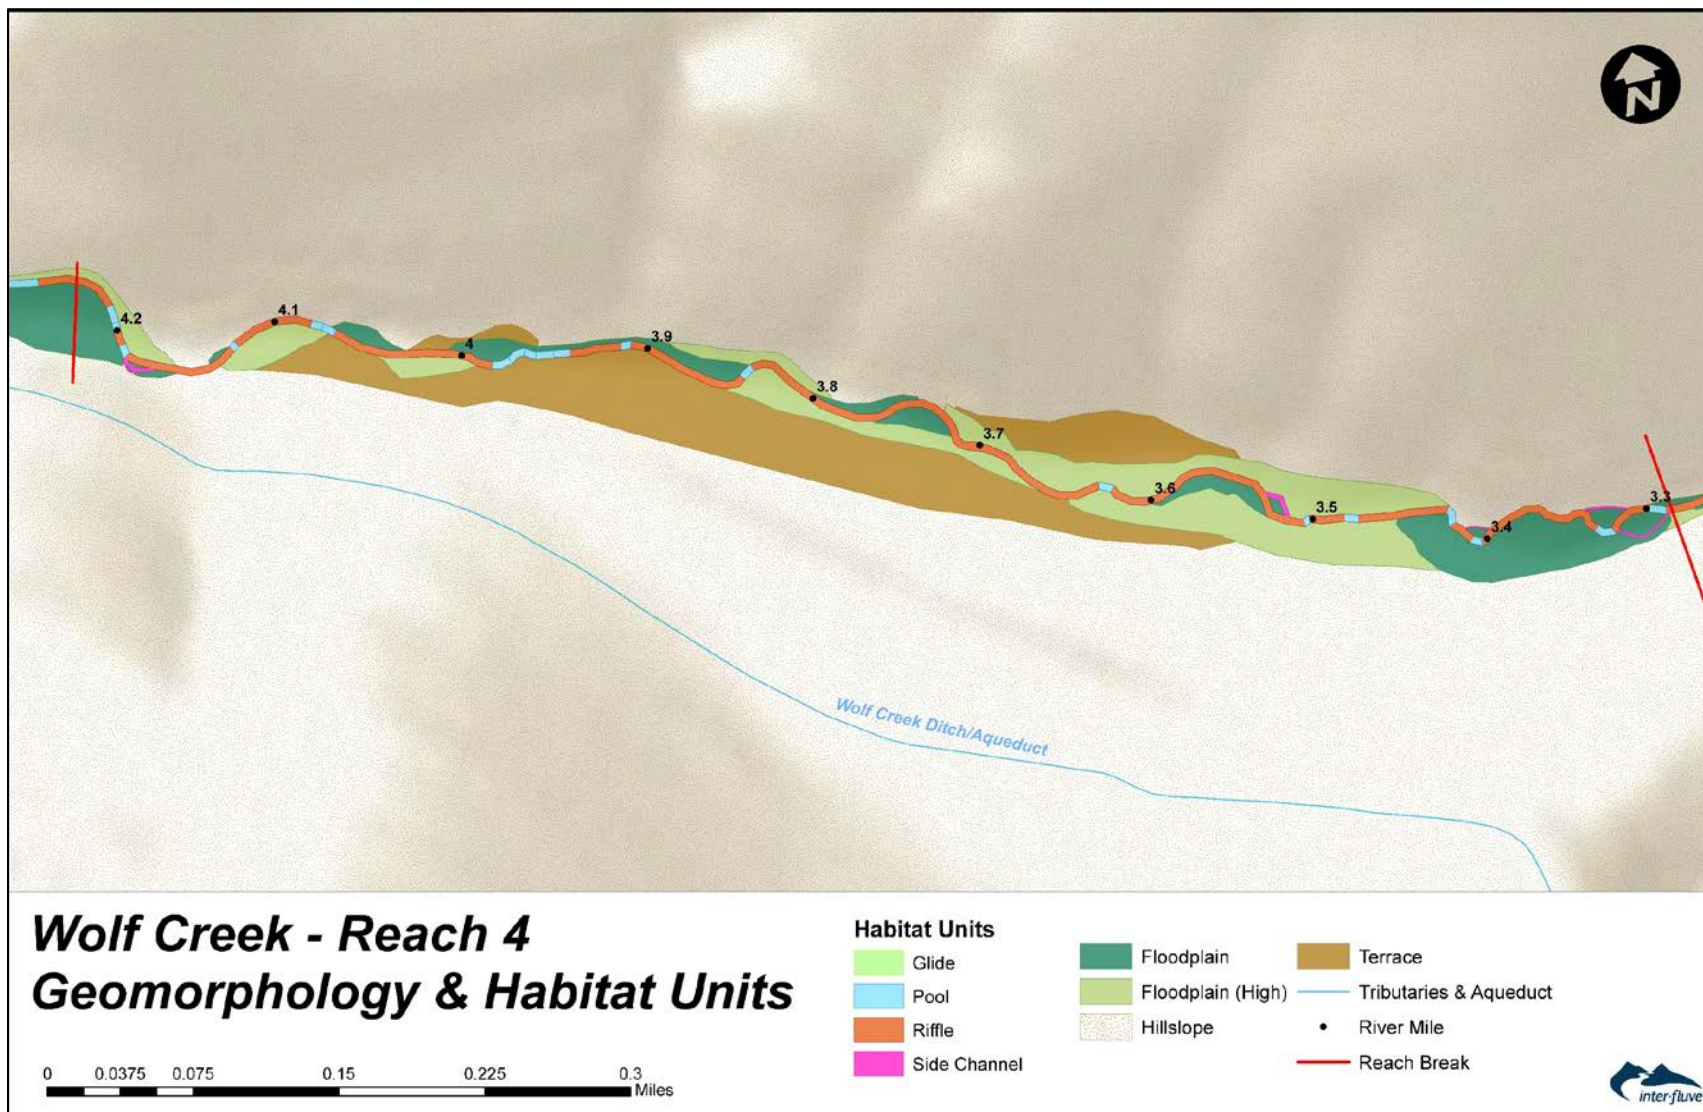 N
4.2
4.1
4
3.9
3.8
3.7
3.6
3.5
3.4
3.3
Wolf Creek Ditch/Aqueduct
Wolf Creek - Reach 4
Geomorphology & Habitat Units
0 0.0375 0.075 0.15 0.225 0.3
Miles
Habitat Units
Glide
Pool
Riffle
Side Channel
Floodplain
Floodplain (High)
Hillslope
Terrace
Tributaries & Aqueduct
River Mile
Reach Break
inter-fluve